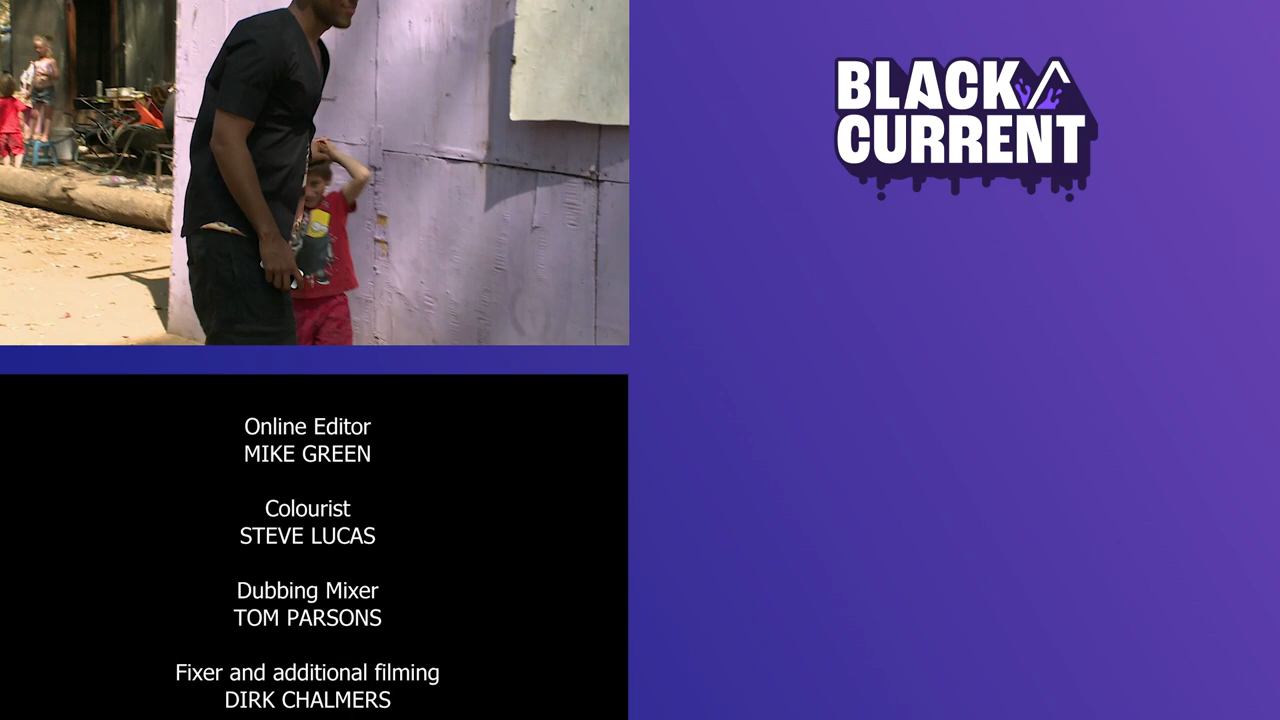 BLACK
CURRENT
Online Editor
MIKE GREEN
Colourist
STEVE LUCAS
Dubbing Mixer
TOM PARSONS
Fixer and additional filming
DIRK CHALMERS